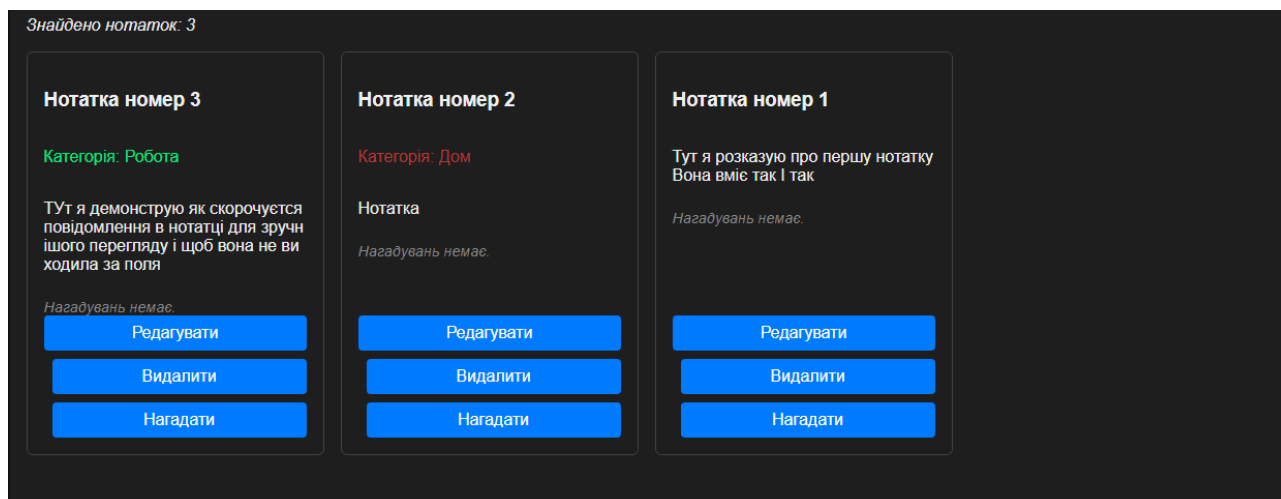 Знайдено нотаток: 3
Нотатка номер 3
Категорія: Робота
ТУт я демонструю як скорочуєтся
повідомлення в нотатці для зручн
ішого перегляду і щоб вона не ви
ходила за поля
Нагадувань немає.
Редагувати
Видалити
Нагадати
Нотатка номер 2
Категорія: Дом
Нотатка
Нагадувань немає.
Редагувати
Видалити
Нагадати
Нотатка номер 1
Тут я розказую про першу нотатку
Вона вміє так І так
Нагадувань немає.
Редагувати
Видалити
Нагадати